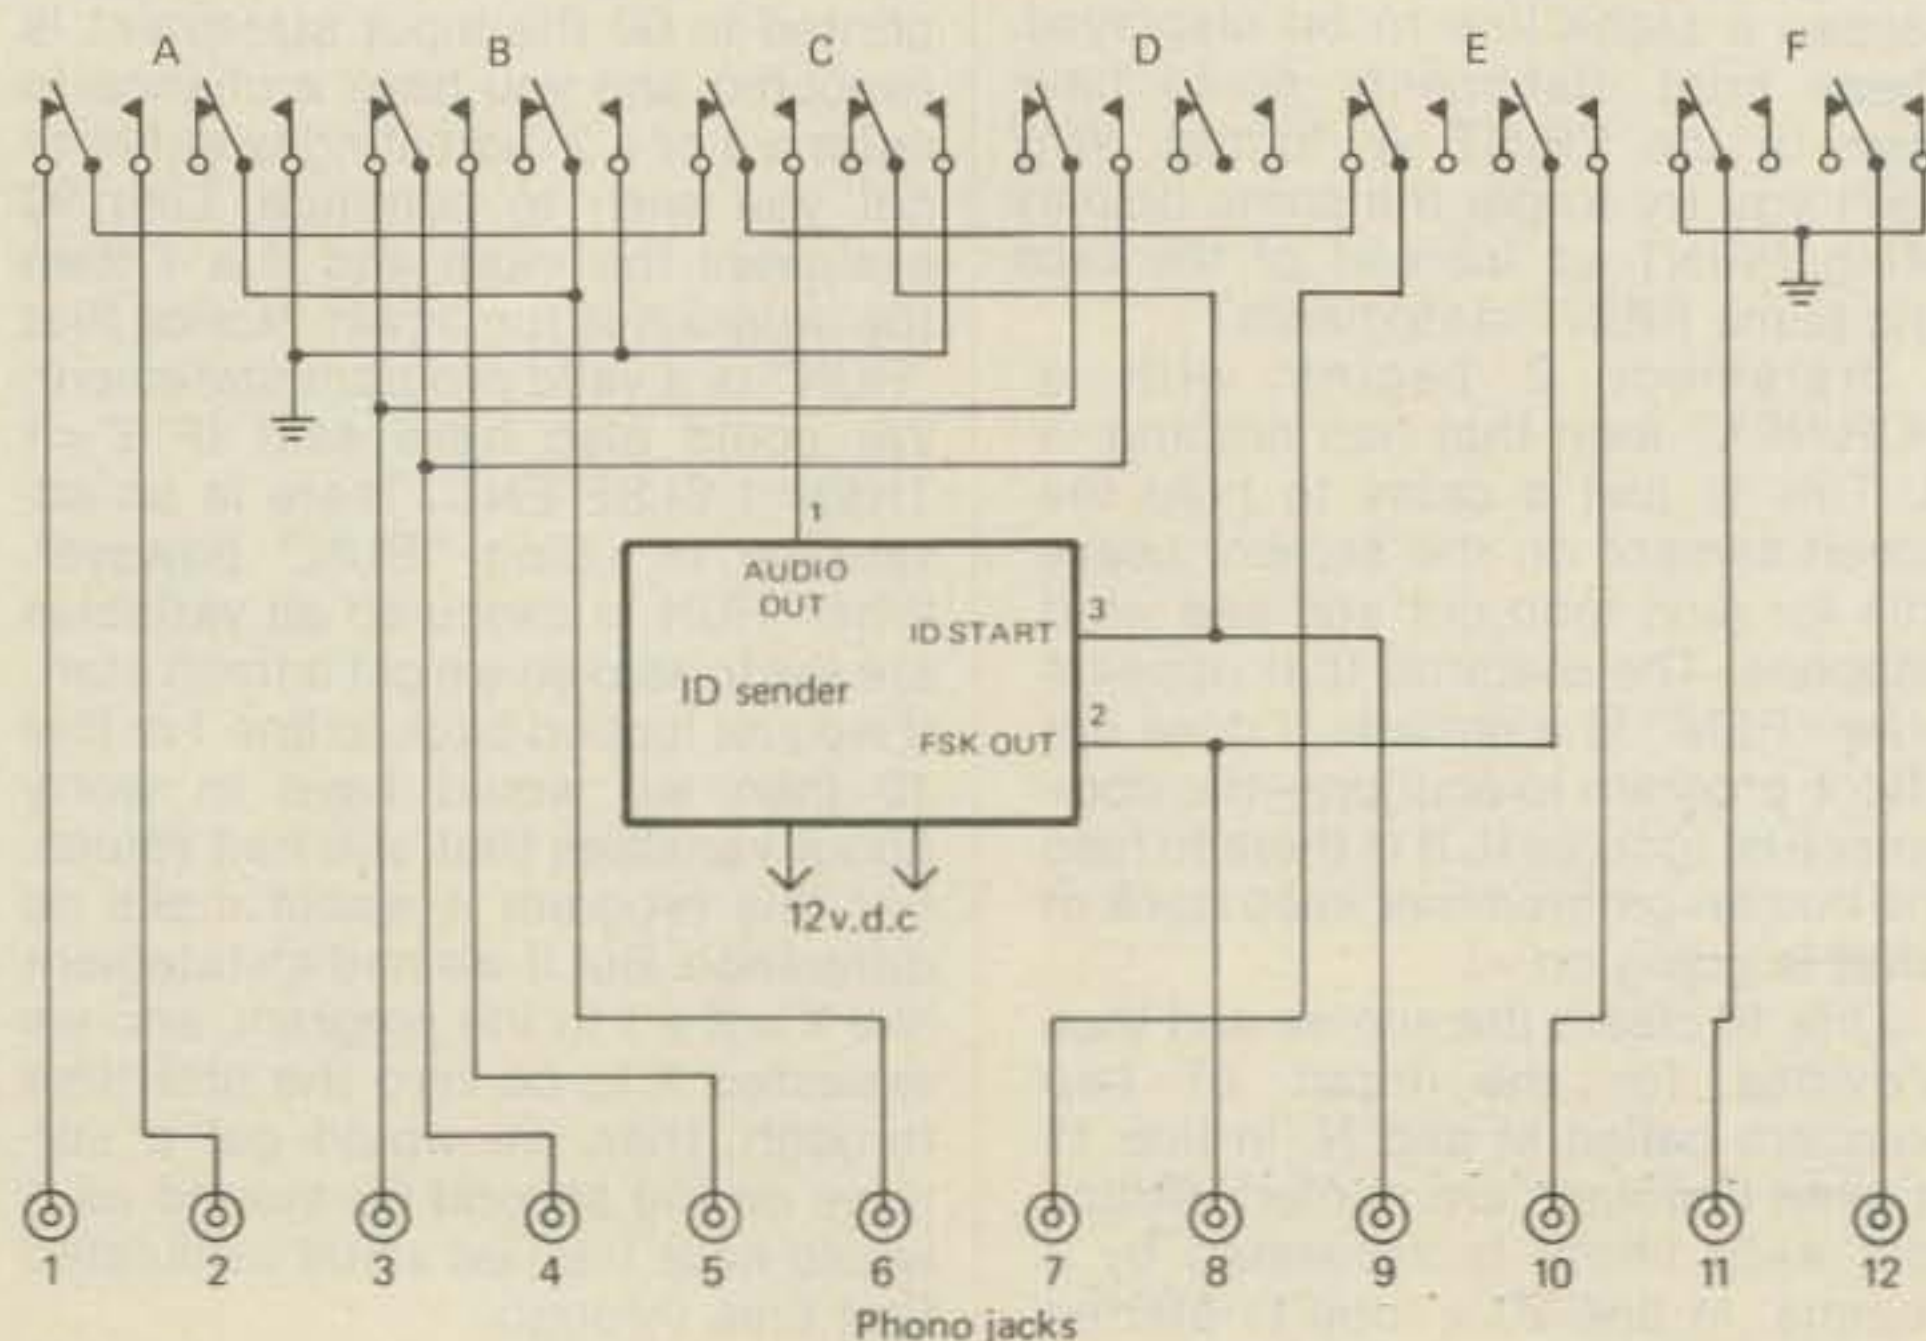 A B C D E F
1
AUDIO
OUT
3
ID START
ID sender
2
FSK OUT
12v.d.c
1 2 3 4 5 6 7 8 9 10 11 12
Phono jacks